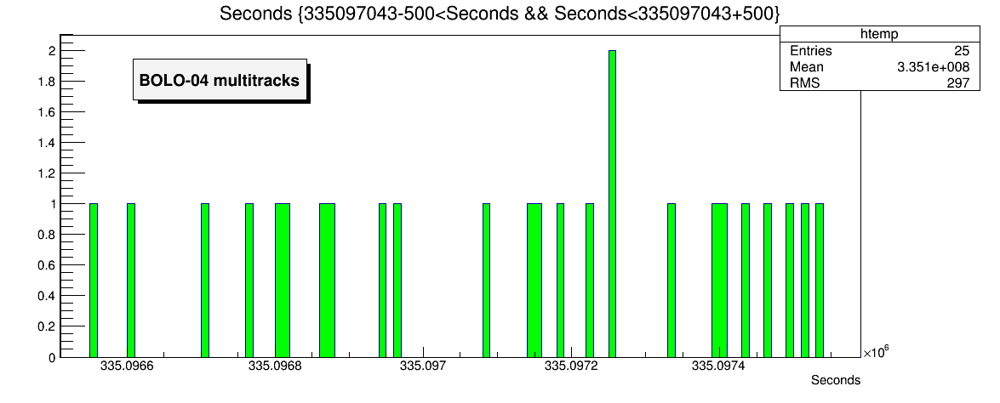 Seconds {335097043-500<Seconds && Seconds<335097043+500}
htemp
Entries 25
Mean 3.351e+008
RMS 297
BOLO-04 multitracks
2
1.8
1.6
1.4
1.2
1
0.8
0.6
0.4
0.2
0
335.0966 335.0968 335.097 335.0972 335.0974
×10⁶
Seconds